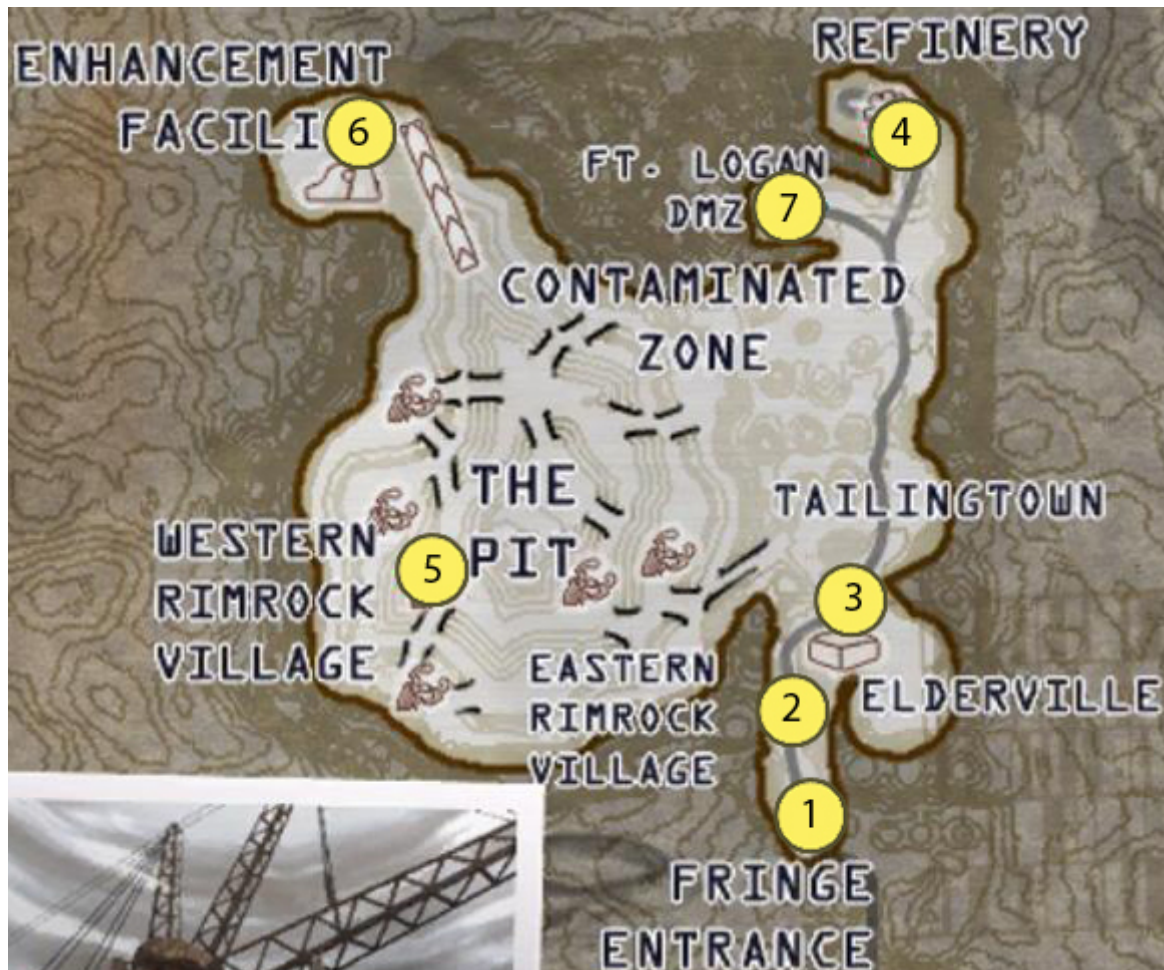 ENHANCEMENT
FACILI
6
REFINERY
4
FT. LOGAN
DMZ
7
CONTAMINATED
ZONE
THE
PIT
TAILINGTOWN
WESTERN
RIMROCK
VILLAGE
5
3
EASTERN
RIMROCK
VILLAGE
ELDERVILLE
2
1
FRINGE
ENTRANCE